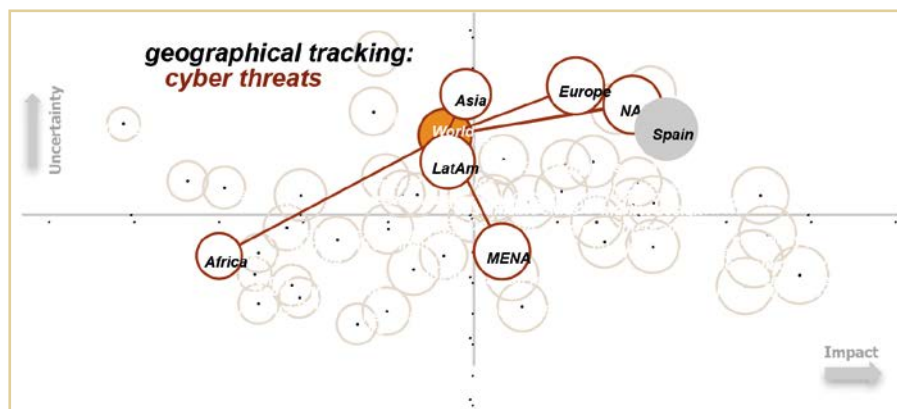 geographical tracking:
cyber threats
Uncertainty
Asia
Europe
NA
World
Spain
LatAm
Africa
MENA
Impact